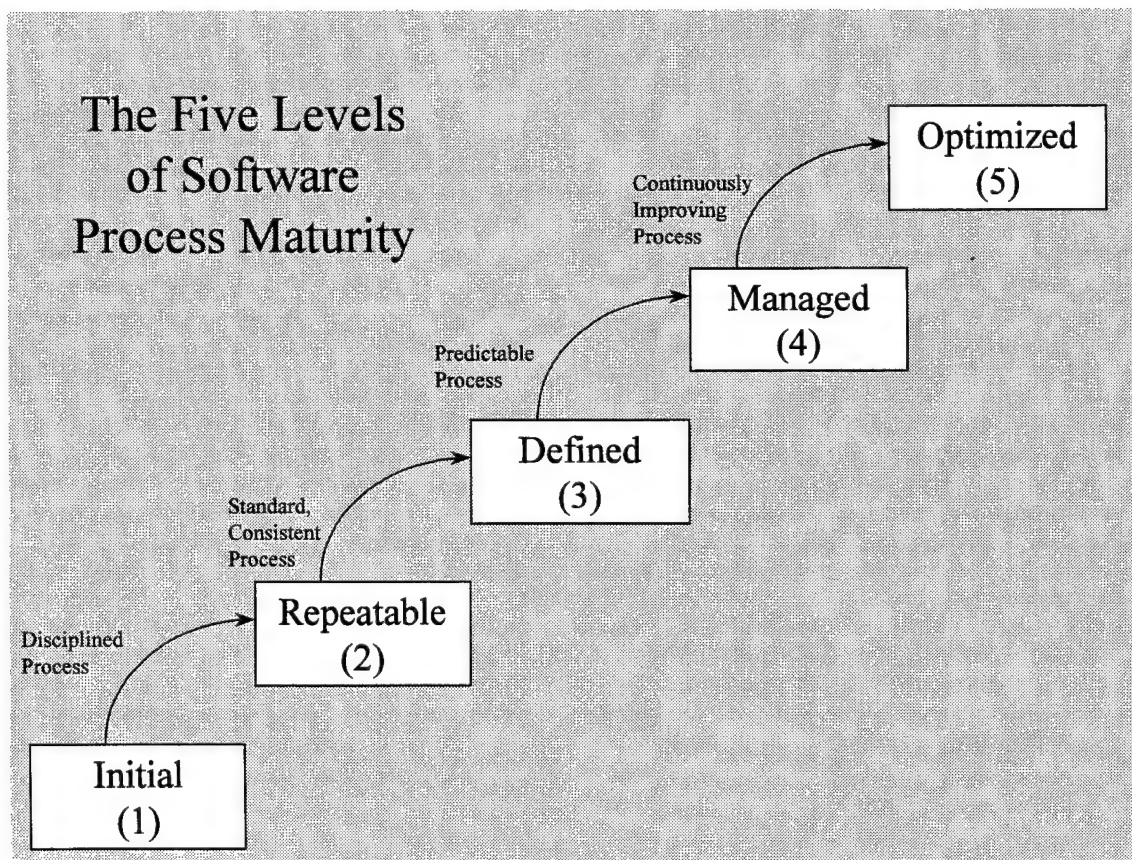 The Five Levels
of Software
Process Maturity
Optimized
(5)
Continuously
Improving
Process
Managed
(4)
Predictable
Process
Defined
(3)
Standard,
Consistent
Process
Repeatable
(2)
Disciplined
Process
Initial
(1)